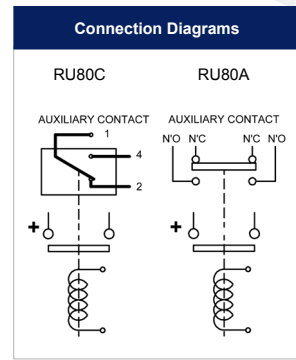 Connection Diagrams
RU80C RU80A
AUXILIARY CONTACT AUXILIARY CONTACT
1 N'O N'C N'C N'O
4
2
+ +